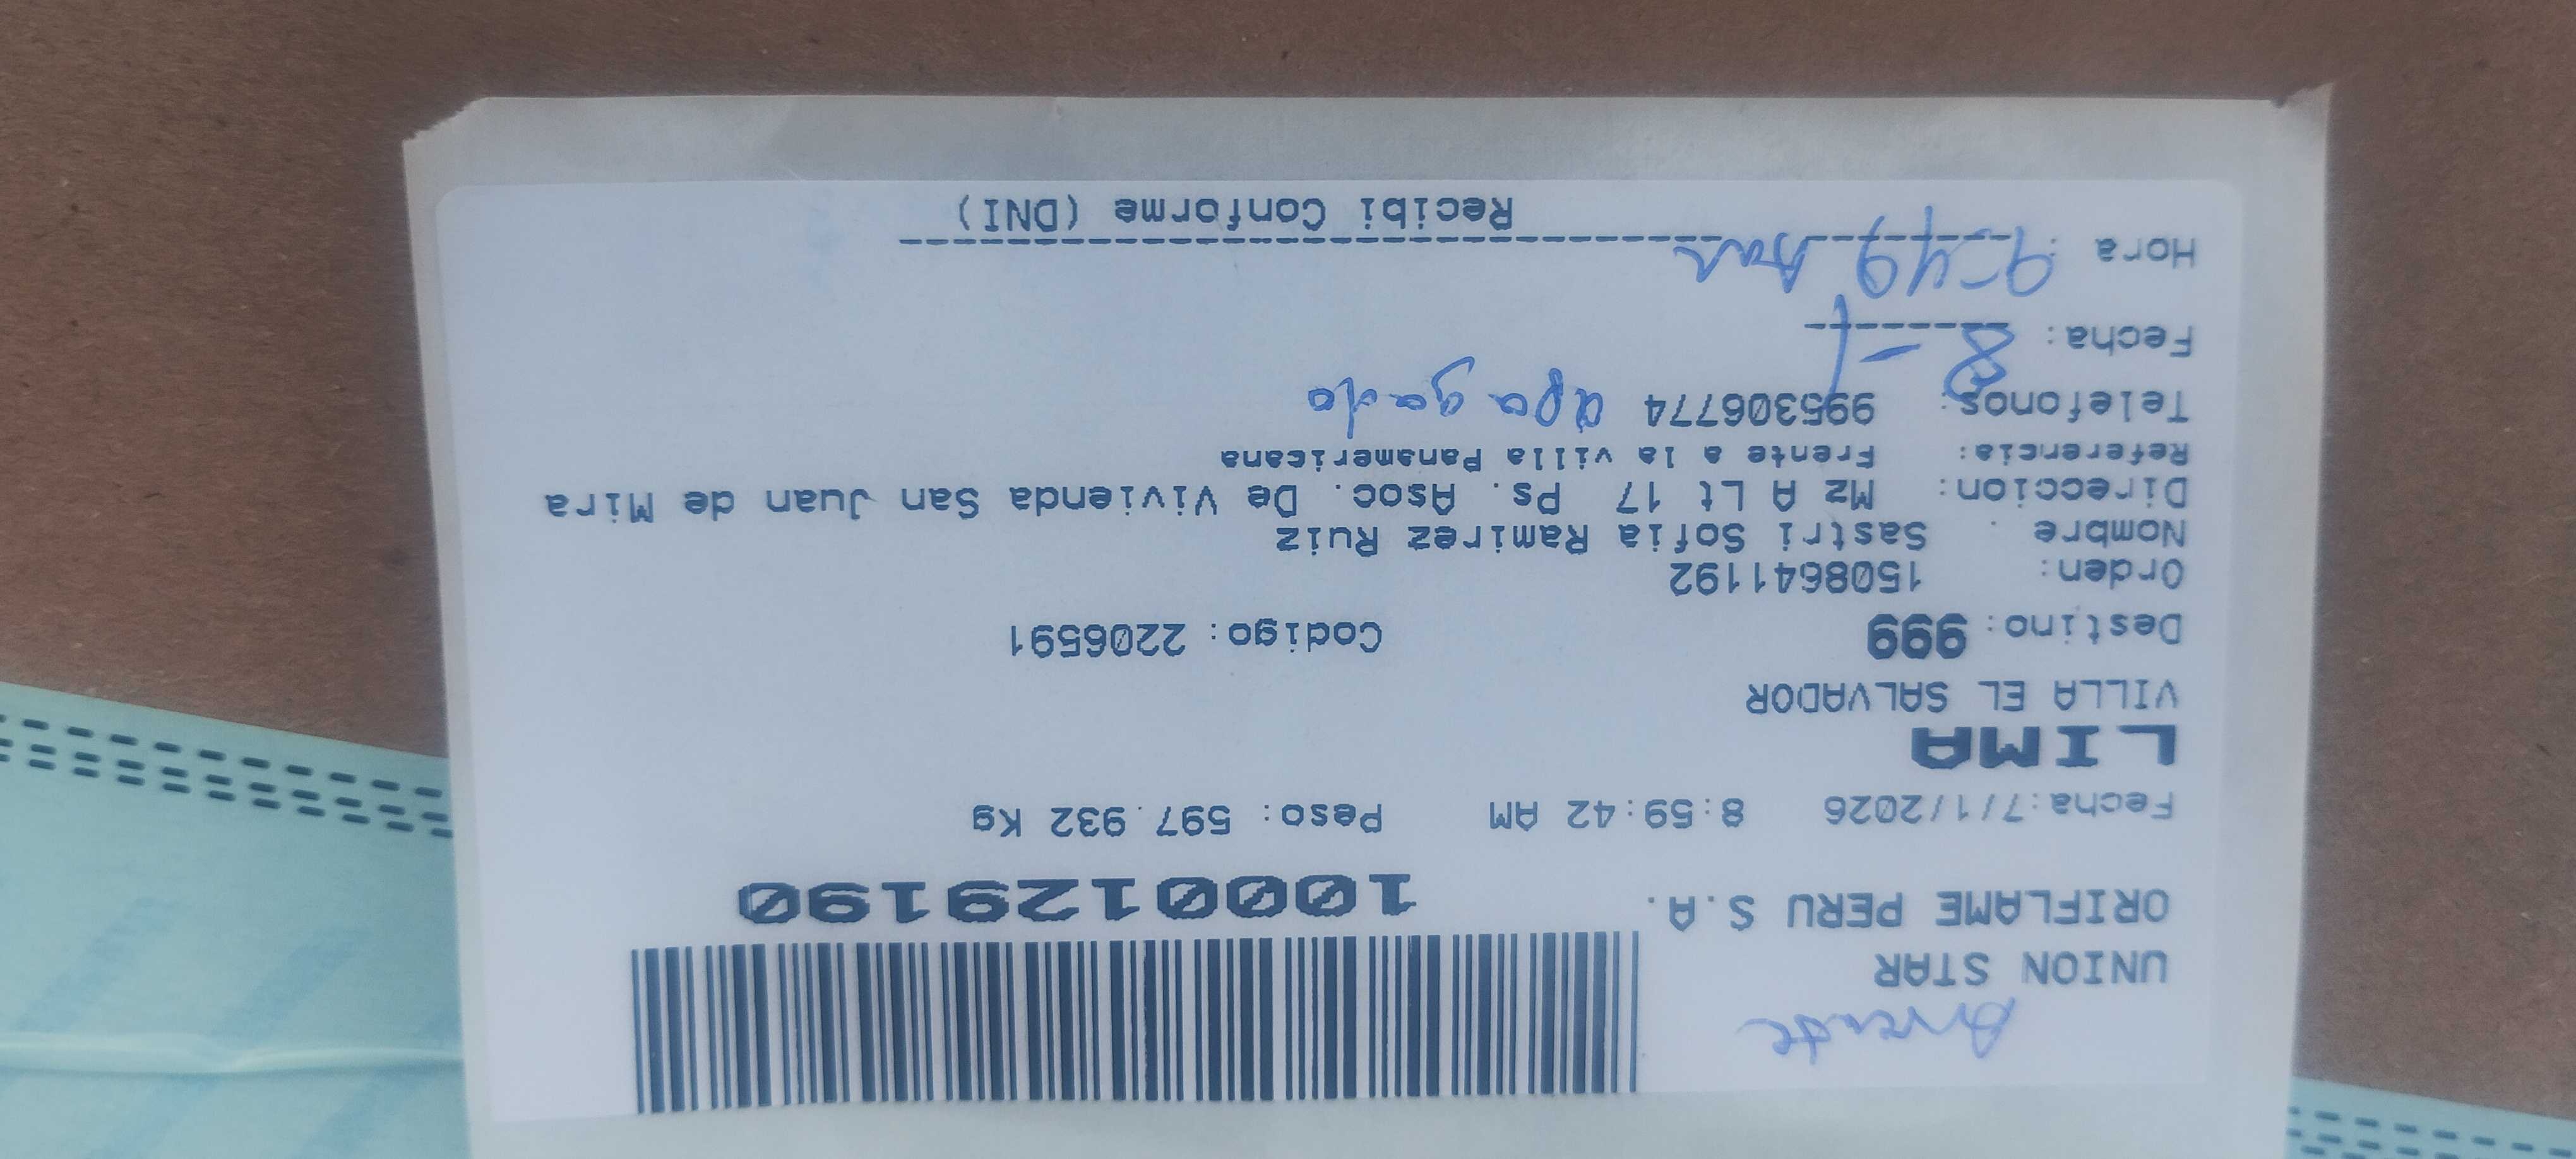 Ausente
UNION STAR
ORIFLAME PERU S.A.
10001291190
Fecha:7/1/2026 8:59:42 AM Peso: 597.932 Kg
LIMA
VILLA EL SALVADOR
Destino: 999 Codigo: 2206591
Orden: 1508641192
Nombre . Sastri Sofia Ramirez Ruiz
Direccion: Mz A Lt 17 Ps. Asoc. De Vivienda San Juan de Mira
Referencia: Frente a la villa Panamericana
Telefonos: 995306774 apagado
Fecha: 8-1
Hora : 9:49 am
Recibi Conforme (DNI)